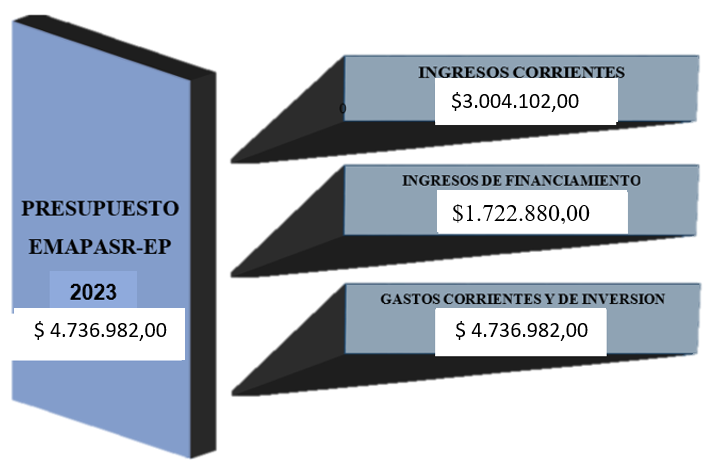 PRESUPUESTO
EMAPASR-EP
2023
$ 4.736.982,00
INGRESOS CORRIENTES
$3.004.102,00
0
INGRESOS DE FINANCIAMIENTO
$1.722.880,00
GASTOS CORRIENTES Y DE INVERSION
$ 4.736.982,00